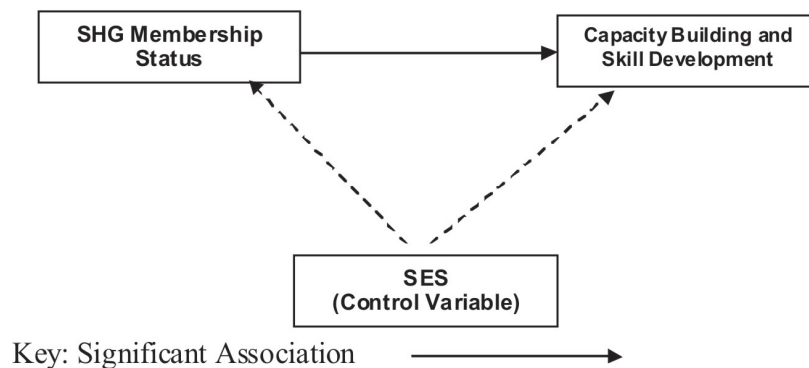 SHG Membership
Status
Capacity Building and
Skill Development
SES
(Control Variable)
Key: Significant Association